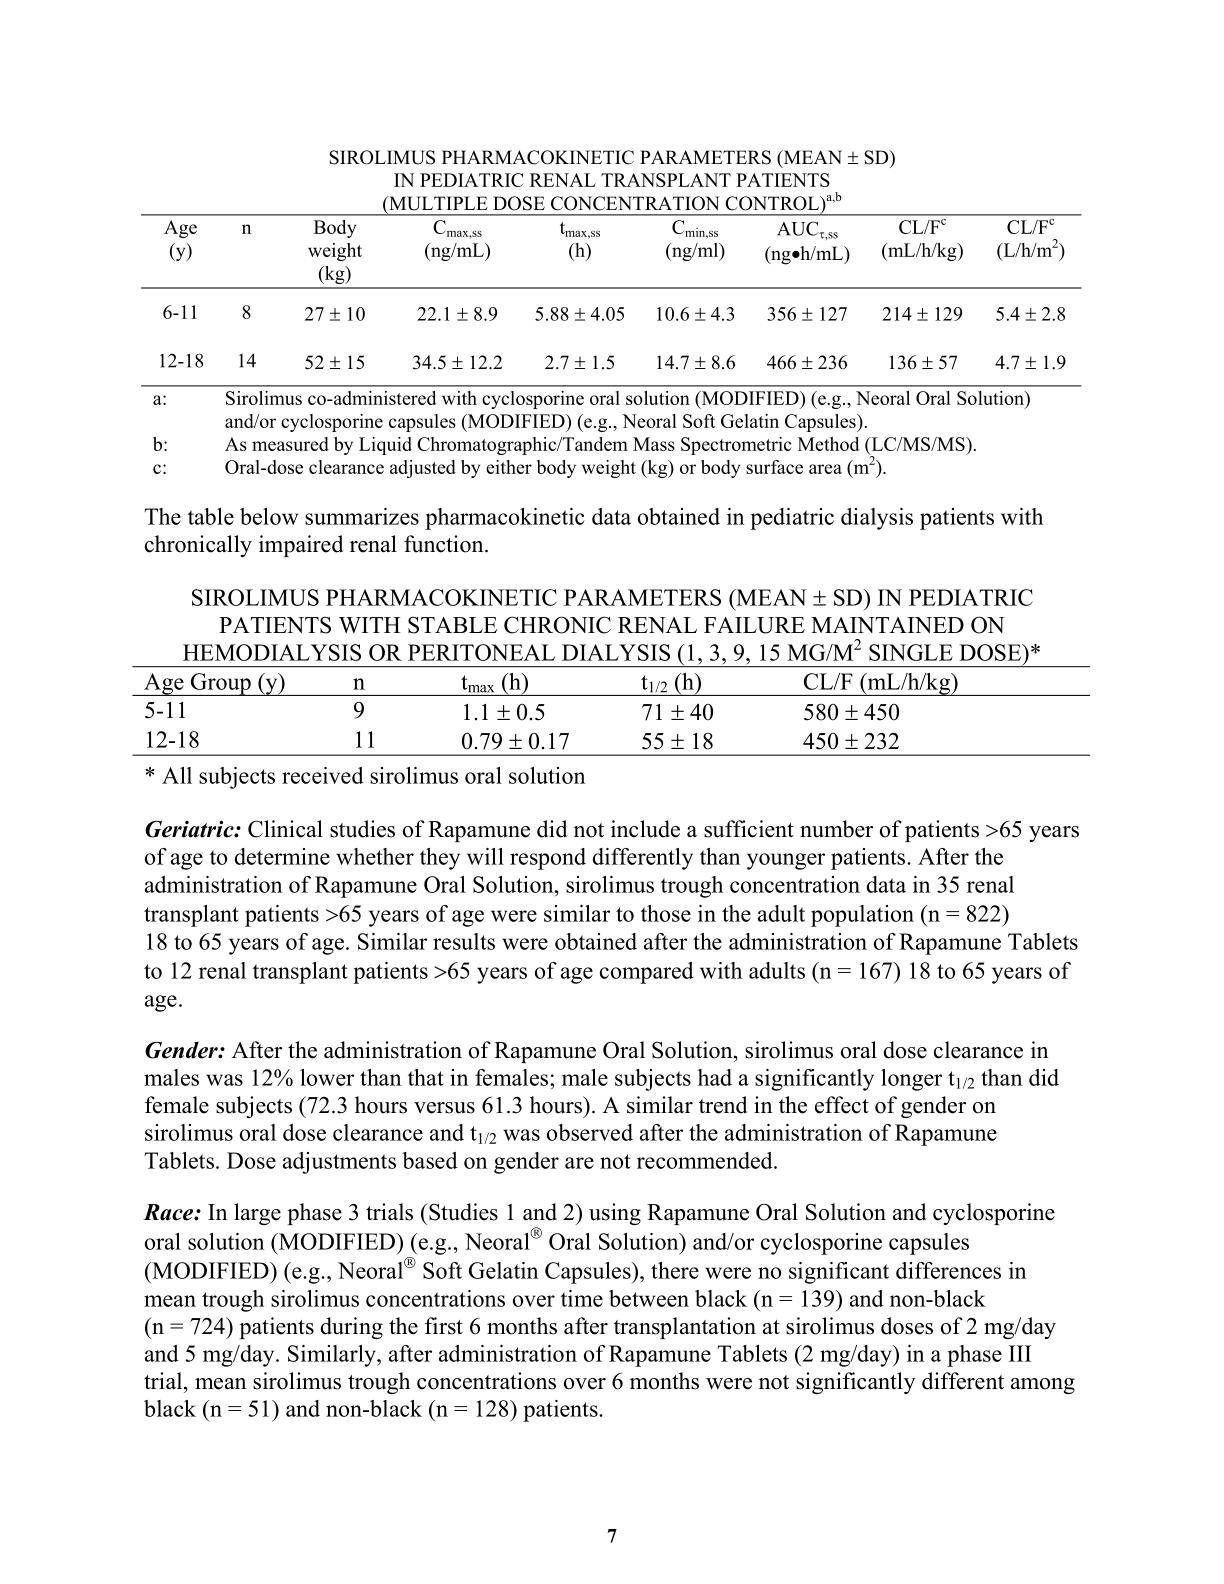 SIROLIMUS PHARMACOKINETIC PARAMETERS (MEAN ± SD)
IN PEDIATRIC RENAL TRANSPLANT PATIENTS
(MULTIPLE DOSE CONCENTRATION CONTROL)a,b
Age (y) n Body weight (kg) Cmax,ss (ng/mL) tmax,ss (h) Cmin,ss (ng/ml) AUCτ,ss (ng•h/mL) CL/Fc (mL/h/kg) CL/Fc (L/h/m2)
6-11 8 27 ± 10 22.1 ± 8.9 5.88 ± 4.05 10.6 ± 4.3 356 ± 127 214 ± 129 5.4 ± 2.8
12-18 14 52 ± 15 34.5 ± 12.2 2.7 ± 1.5 14.7 ± 8.6 466 ± 236 136 ± 57 4.7 ± 1.9
a: Sirolimus co-administered with cyclosporine oral solution (MODIFIED) (e.g., Neoral Oral Solution)
and/or cyclosporine capsules (MODIFIED) (e.g., Neoral Soft Gelatin Capsules).
b: As measured by Liquid Chromatographic/Tandem Mass Spectrometric Method (LC/MS/MS).
c: Oral-dose clearance adjusted by either body weight (kg) or body surface area (m2).
The table below summarizes pharmacokinetic data obtained in pediatric dialysis patients with
chronically impaired renal function.
SIROLIMUS PHARMACOKINETIC PARAMETERS (MEAN ± SD) IN PEDIATRIC
PATIENTS WITH STABLE CHRONIC RENAL FAILURE MAINTAINED ON
HEMODIALYSIS OR PERITONEAL DIALYSIS (1, 3, 9, 15 MG/M2 SINGLE DOSE)*
Age Group (y) n tmax (h) t1/2 (h) CL/F (mL/h/kg)
5-11 9 1.1 ± 0.5 71 ± 40 580 ± 450
12-18 11 0.79 ± 0.17 55 ± 18 450 ± 232
* All subjects received sirolimus oral solution
Geriatric: Clinical studies of Rapamune did not include a sufficient number of patients >65 years
of age to determine whether they will respond differently than younger patients. After the
administration of Rapamune Oral Solution, sirolimus trough concentration data in 35 renal
transplant patients >65 years of age were similar to those in the adult population (n = 822)
18 to 65 years of age. Similar results were obtained after the administration of Rapamune Tablets
to 12 renal transplant patients >65 years of age compared with adults (n = 167) 18 to 65 years of
age.
Gender: After the administration of Rapamune Oral Solution, sirolimus oral dose clearance in
males was 12% lower than that in females; male subjects had a significantly longer t1/2 than did
female subjects (72.3 hours versus 61.3 hours). A similar trend in the effect of gender on
sirolimus oral dose clearance and t1/2 was observed after the administration of Rapamune
Tablets. Dose adjustments based on gender are not recommended.
Race: In large phase 3 trials (Studies 1 and 2) using Rapamune Oral Solution and cyclosporine
oral solution (MODIFIED) (e.g., Neoral® Oral Solution) and/or cyclosporine capsules
(MODIFIED) (e.g., Neoral® Soft Gelatin Capsules), there were no significant differences in
mean trough sirolimus concentrations over time between black (n = 139) and non-black
(n = 724) patients during the first 6 months after transplantation at sirolimus doses of 2 mg/day
and 5 mg/day. Similarly, after administration of Rapamune Tablets (2 mg/day) in a phase III
trial, mean sirolimus trough concentrations over 6 months were not significantly different among
black (n = 51) and non-black (n = 128) patients.
7